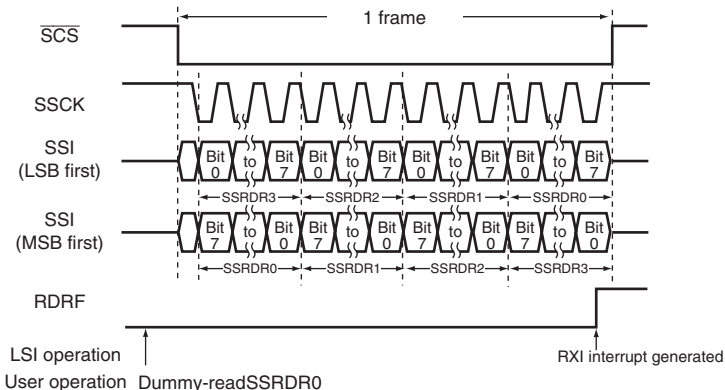 1 frame
SCS
SSCK
SSI
(LSB first)
Bit 0 to Bit 7 Bit 0 to Bit 7 Bit 0 to Bit 7 Bit 0 to Bit 7
SSRDR3 SSRDR2 SSRDR1 SSRDR0
SSI
(MSB first)
Bit 7 to Bit 0 Bit 7 to Bit 0 Bit 7 to Bit 0 Bit 7 to Bit 0
SSRDR0 SSRDR1 SSRDR2 SSRDR3
RDRF
LSI operation RXI interrupt generated
User operation Dummy-readSSRDR0